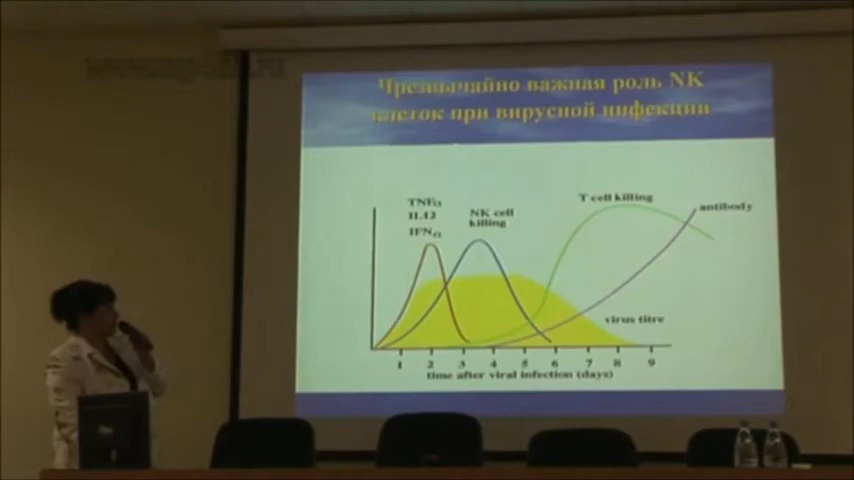 Чрезвычайно важная роль NK
клеток при вирусной инфекции
TNFα
IL12
IFNα
NK cell
killing
T cell killing
antibody
virus titre
1 2 3 4 5 6 7 8 9
time after viral infection (days)